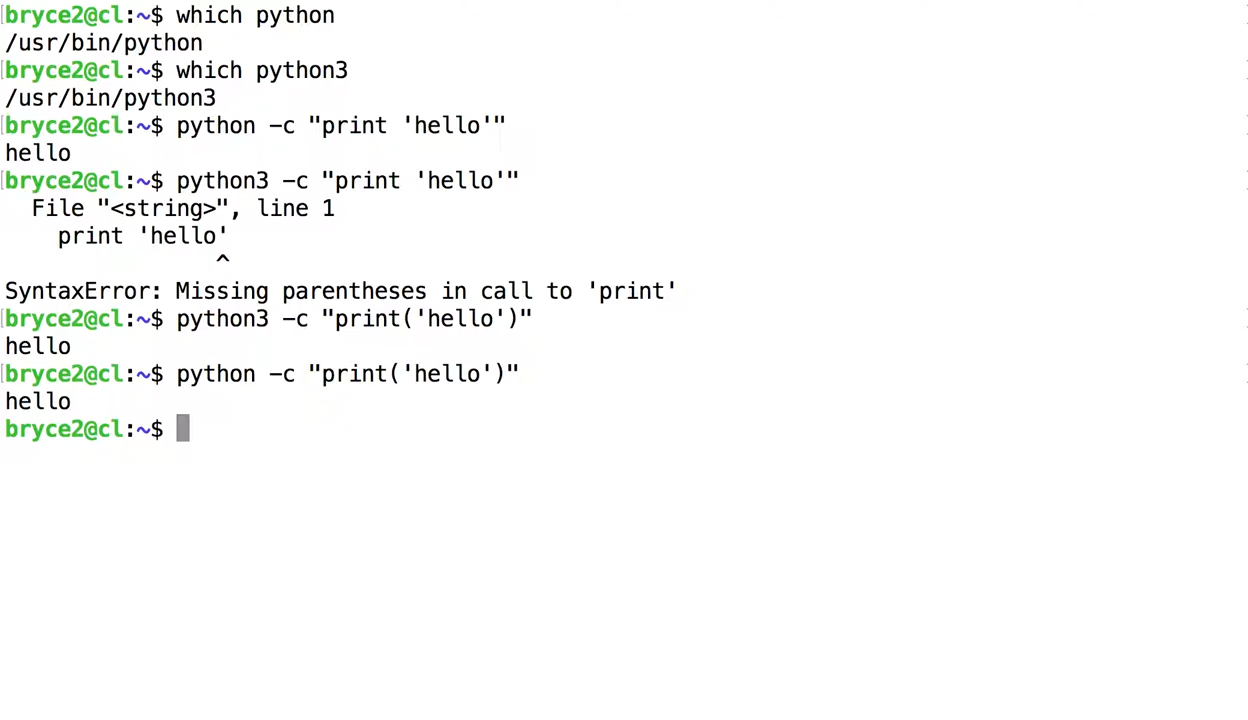 [bryce2@cl:~$ which python
/usr/bin/python
[bryce2@cl:~$ which python3
/usr/bin/python3
[bryce2@cl:~$ python -c "print 'hello'"
hello
[bryce2@cl:~$ python3 -c "print 'hello'"
  File "<string>", line 1
    print 'hello'
                ^
SyntaxError: Missing parentheses in call to 'print'
[bryce2@cl:~$ python3 -c "print('hello')"
hello
[bryce2@cl:~$ python -c "print('hello')"
hello
bryce2@cl:~$